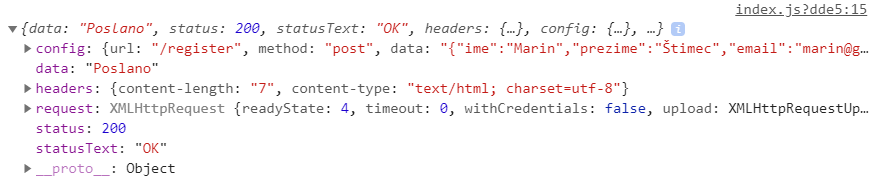 index.js?dde5:15
{data: "Poslano", status: 200, statusText: "OK", headers: {…}, config: {…}, …} i
config: {url: "/register", method: "post", data: "{"ime":"Marin","prezime":"Štimec","email":"marin@g…
data: "Poslano"
headers: {content-length: "7", content-type: "text/html; charset=utf-8"}
request: XMLHttpRequest {readyState: 4, timeout: 0, withCredentials: false, upload: XMLHttpRequestUp…
status: 200
statusText: "OK"
__proto__: Object